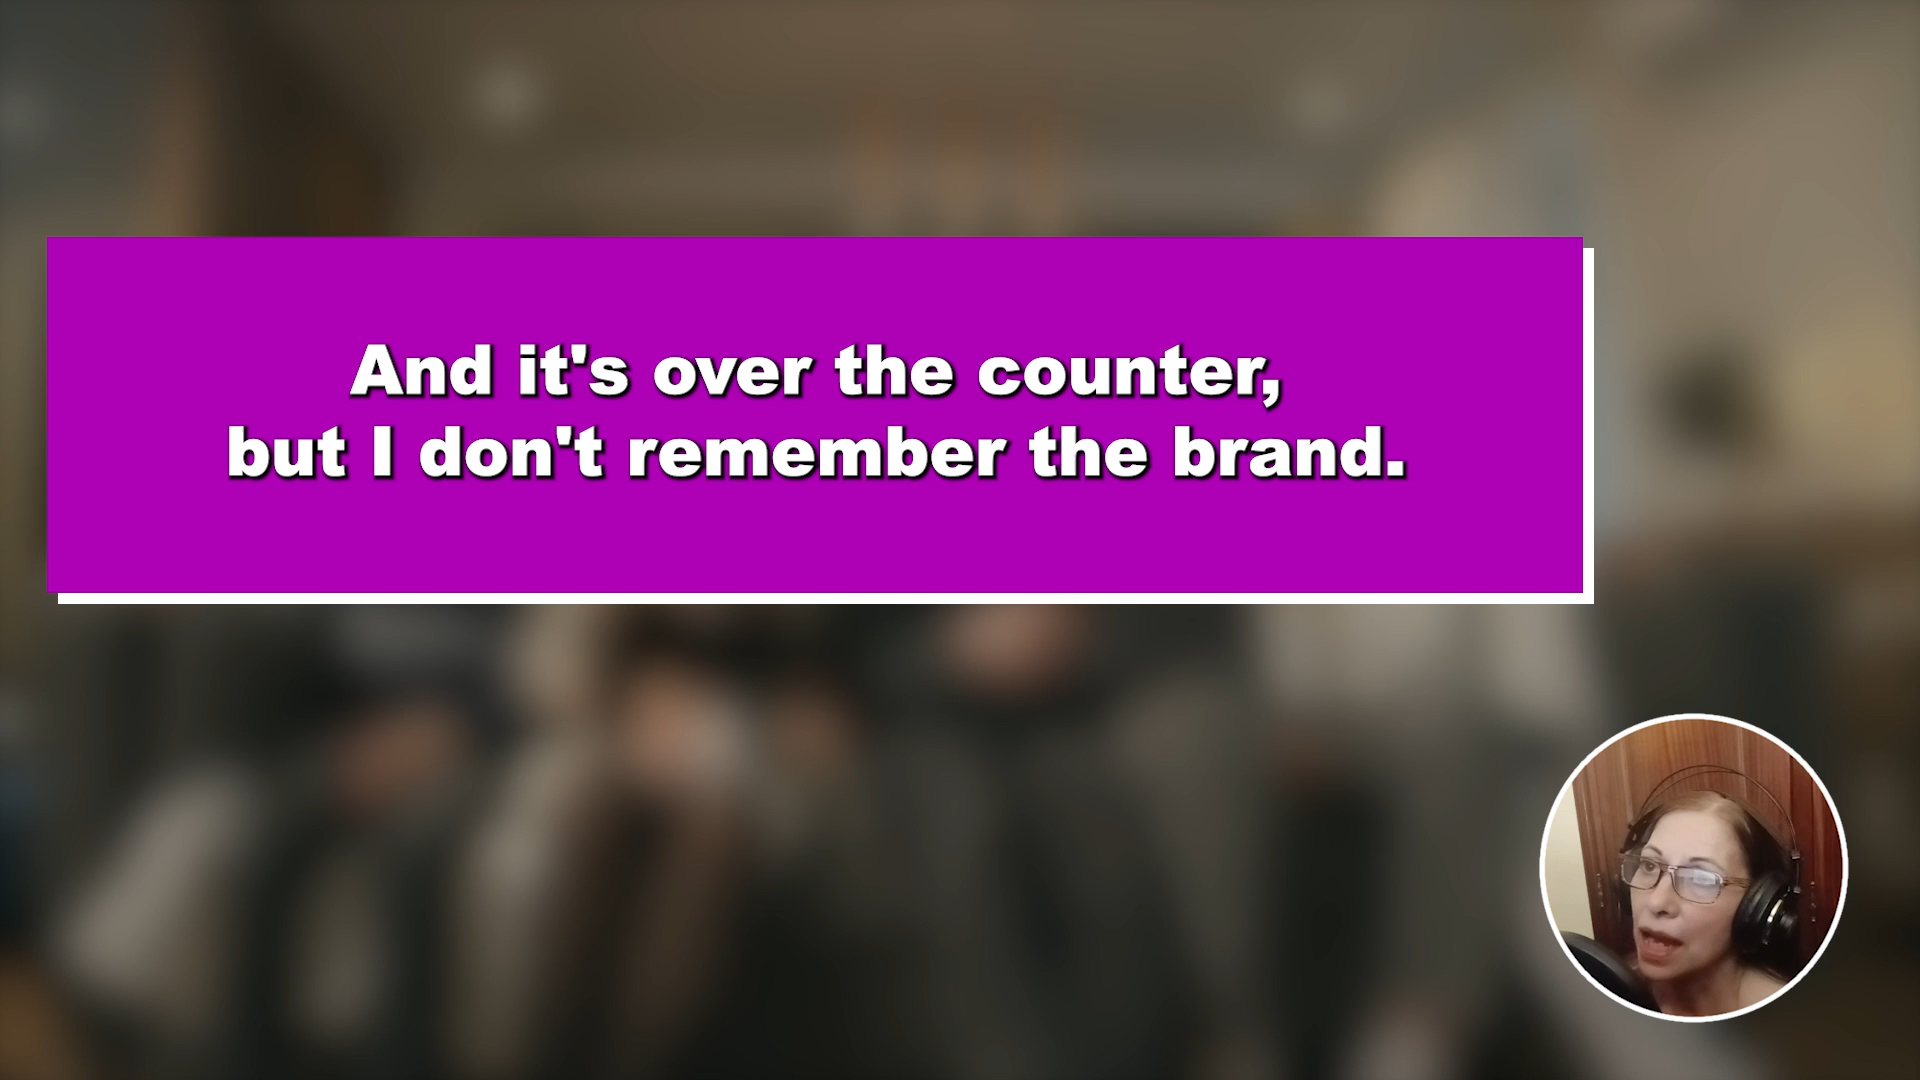 And it's over the counter,
but I don't remember the brand.